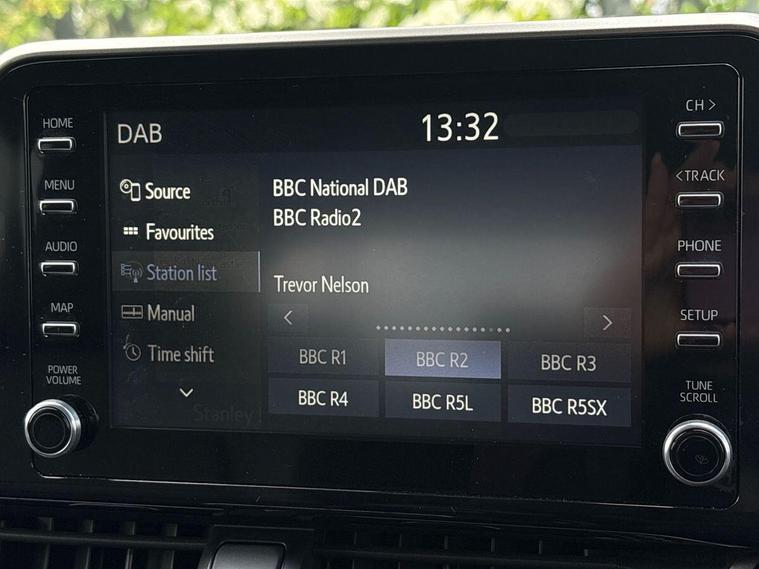 HOME
MENU
AUDIO
MAP
POWER
VOLUME
DAB
13:32
Source
Favourites
Station list
Manual
Time shift
BBC National DAB
BBC Radio2
Trevor Nelson
BBC R1
BBC R2
BBC R3
BBC R4
BBC R5L
BBC R5SX
Stanley
CH >
< TRACK
PHONE
SETUP
TUNE
SCROLL